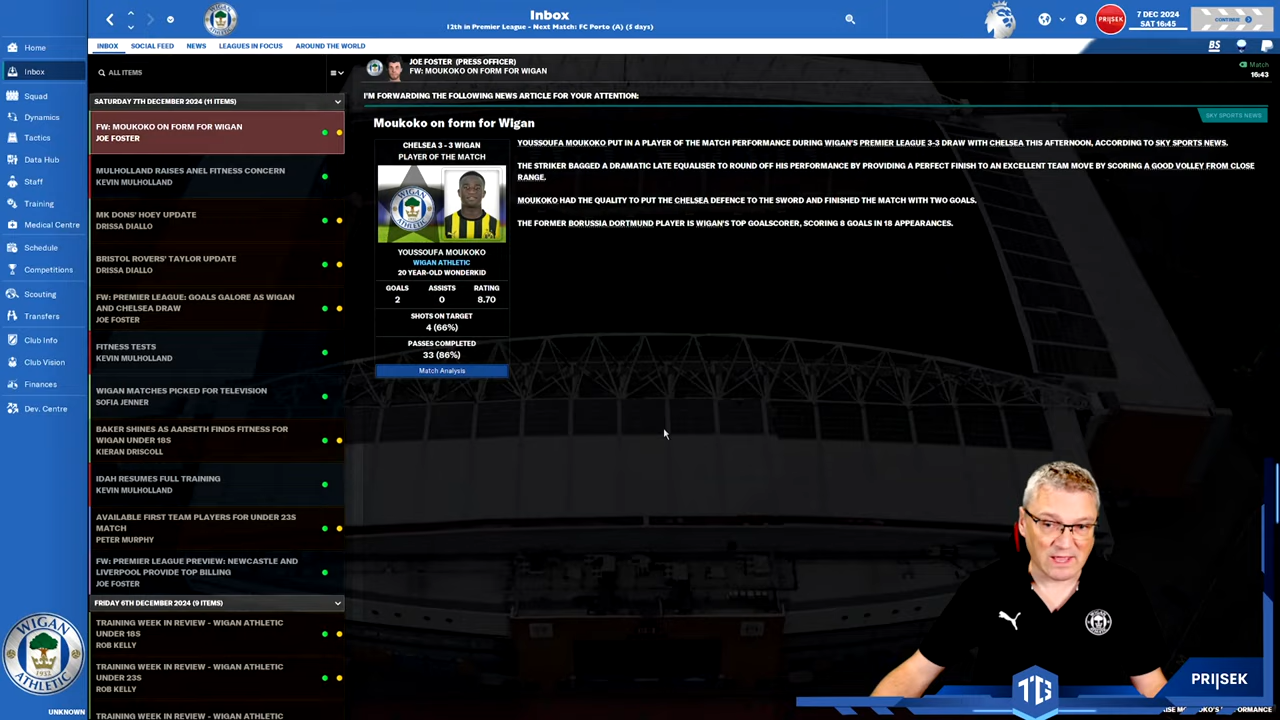 Inbox
12th in Premier League - Next Match: FC Porto (A) (5 days)
PRIJSEK
7 DEC 2024
SAT 16:45
CONTINUE
INBOX
SOCIAL FEED
NEWS
LEAGUES IN FOCUS
AROUND THE WORLD
BS
Home
Inbox
Squad
Dynamics
Tactics
Data Hub
Staff
Training
Medical Centre
Schedule
Competitions
Scouting
Transfers
Club Info
Club Vision
Finances
Dev. Centre
WIGAN
ATHLETIC
UNKNOWN
ALL ITEMS
SATURDAY 7TH DECEMBER 2024 (11 ITEMS)
FW: MOUKOKO ON FORM FOR WIGAN
JOE FOSTER
MULHOLLAND RAISES ANEL FITNESS CONCERN
KEVIN MULHOLLAND
MK DONS' HOEY UPDATE
DRISSA DIALLO
BRISTOL ROVERS' TAYLOR UPDATE
DRISSA DIALLO
FW: PREMIER LEAGUE: GOALS GALORE AS WIGAN
AND CHELSEA DRAW
JOE FOSTER
FITNESS TESTS
KEVIN MULHOLLAND
WIGAN MATCHES PICKED FOR TELEVISION
SOFIA JENNER
BAKER SHINES AS AARSETH FINDS FITNESS FOR
WIGAN UNDER 18S
KIERAN DRISCOLL
IDAH RESUMES FULL TRAINING
KEVIN MULHOLLAND
AVAILABLE FIRST TEAM PLAYERS FOR UNDER 23S
MATCH
PETER MURPHY
FW: PREMIER LEAGUE PREVIEW: NEWCASTLE AND
LIVERPOOL PROVIDE TOP BILLING
JOE FOSTER
FRIDAY 6TH DECEMBER 2024 (9 ITEMS)
TRAINING WEEK IN REVIEW - WIGAN ATHLETIC
UNDER 18S
ROB KELLY
TRAINING WEEK IN REVIEW - WIGAN ATHLETIC
UNDER 23S
ROB KELLY
TRAINING WEEK IN REVIEW - WIGAN ATHLETIC
JOE FOSTER (PRESS OFFICER)
FW: MOUKOKO ON FORM FOR WIGAN
Match
16:43
I'M FORWARDING THE FOLLOWING NEWS ARTICLE FOR YOUR ATTENTION:
SKY SPORTS NEWS
Moukoko on form for Wigan
CHELSEA 3 - 3 WIGAN
PLAYER OF THE MATCH
WIGAN
ATHLETIC
YOUSSOUFA MOUKOKO
WIGAN ATHLETIC
20 YEAR-OLD WONDERKID
GOALS
ASSISTS
RATING
2
0
8.70
SHOTS ON TARGET
4 (66%)
PASSES COMPLETED
33 (86%)
Match Analysis
YOUSSOUFA MOUKOKO PUT IN A PLAYER OF THE MATCH PERFORMANCE DURING WIGAN'S PREMIER LEAGUE 3-3 DRAW WITH CHELSEA THIS AFTERNOON, ACCORDING TO SKY SPORTS NEWS.
THE STRIKER BAGGED A DRAMATIC LATE EQUALISER TO ROUND OFF HIS PERFORMANCE BY PROVIDING A PERFECT FINISH TO AN EXCELLENT TEAM MOVE BY SCORING A GOOD VOLLEY FROM CLOSE
RANGE.
MOUKOKO HAD THE QUALITY TO PUT THE CHELSEA DEFENCE TO THE SWORD AND FINISHED THE MATCH WITH TWO GOALS.
THE FORMER BORUSSIA DORTMUND PLAYER IS WIGAN'S TOP GOALSCORER, SCORING 8 GOALS IN 18 APPEARANCES.
PRIJSEK